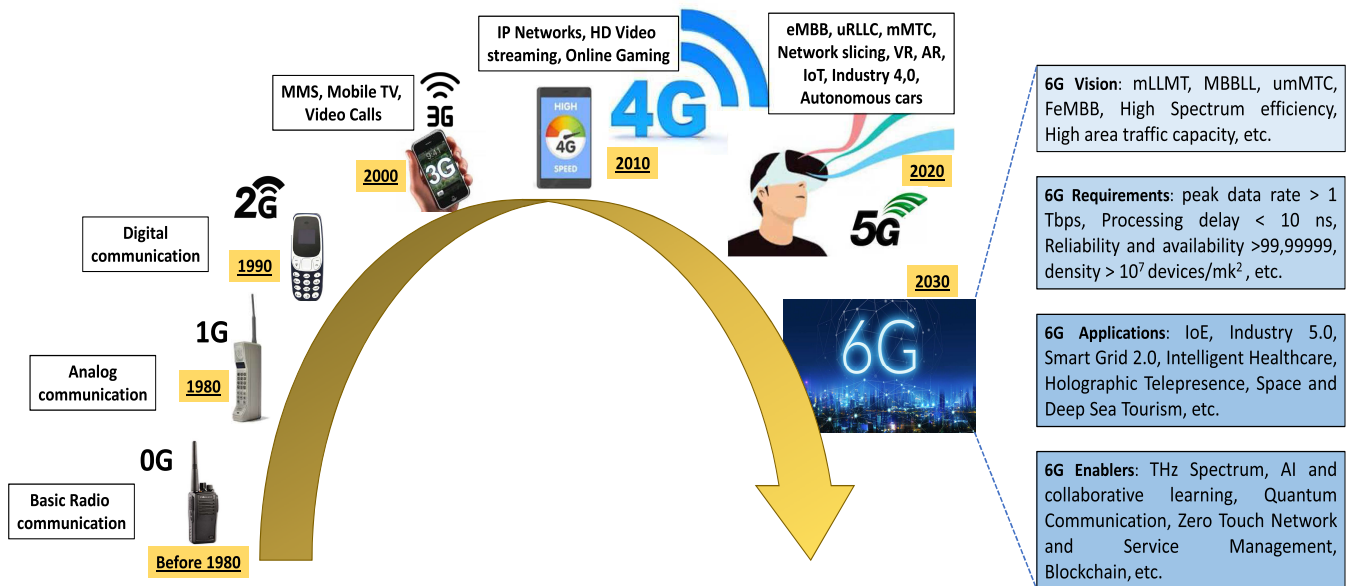 0G
Basic Radio
communication
Before 1980
1G
Analog
communication
1980
2G
Digital
communication
1990
MMS, Mobile TV,
Video Calls
3G
9:41
3G
2000
IP Networks, HD Video
streaming, Online Gaming
HIGH
4G
SPEED
4G
2010
eMBB, uRLLC, mMTC,
Network slicing, VR, AR,
IoT, Industry 4,0,
Autonomous cars
2020
5G
2030
6G
6G Vision: mLLMT, MBBLL, umMTC,
FeMBB, High Spectrum efficiency,
High area traffic capacity, etc.
6G Requirements: peak data rate > 1
Tbps, Processing delay < 10 ns,
Reliability and availability >99,99999,
density > 10⁷ devices/mk² , etc.
6G Applications: IoE, Industry 5.0,
Smart Grid 2.0, Intelligent Healthcare,
Holographic Telepresence, Space and
Deep Sea Tourism, etc.
6G Enablers: THz Spectrum, AI and
collaborative learning, Quantum
Communication, Zero Touch Network
and Service Management,
Blockchain, etc.